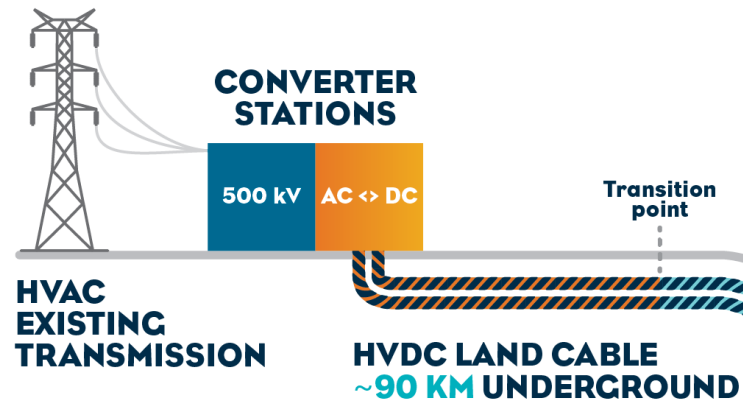 CONVERTER
STATIONS
500 kV
AC <> DC
Transition
point
HVAC
EXISTING
TRANSMISSION
HVDC LAND CABLE
~90 KM UNDERGROUND